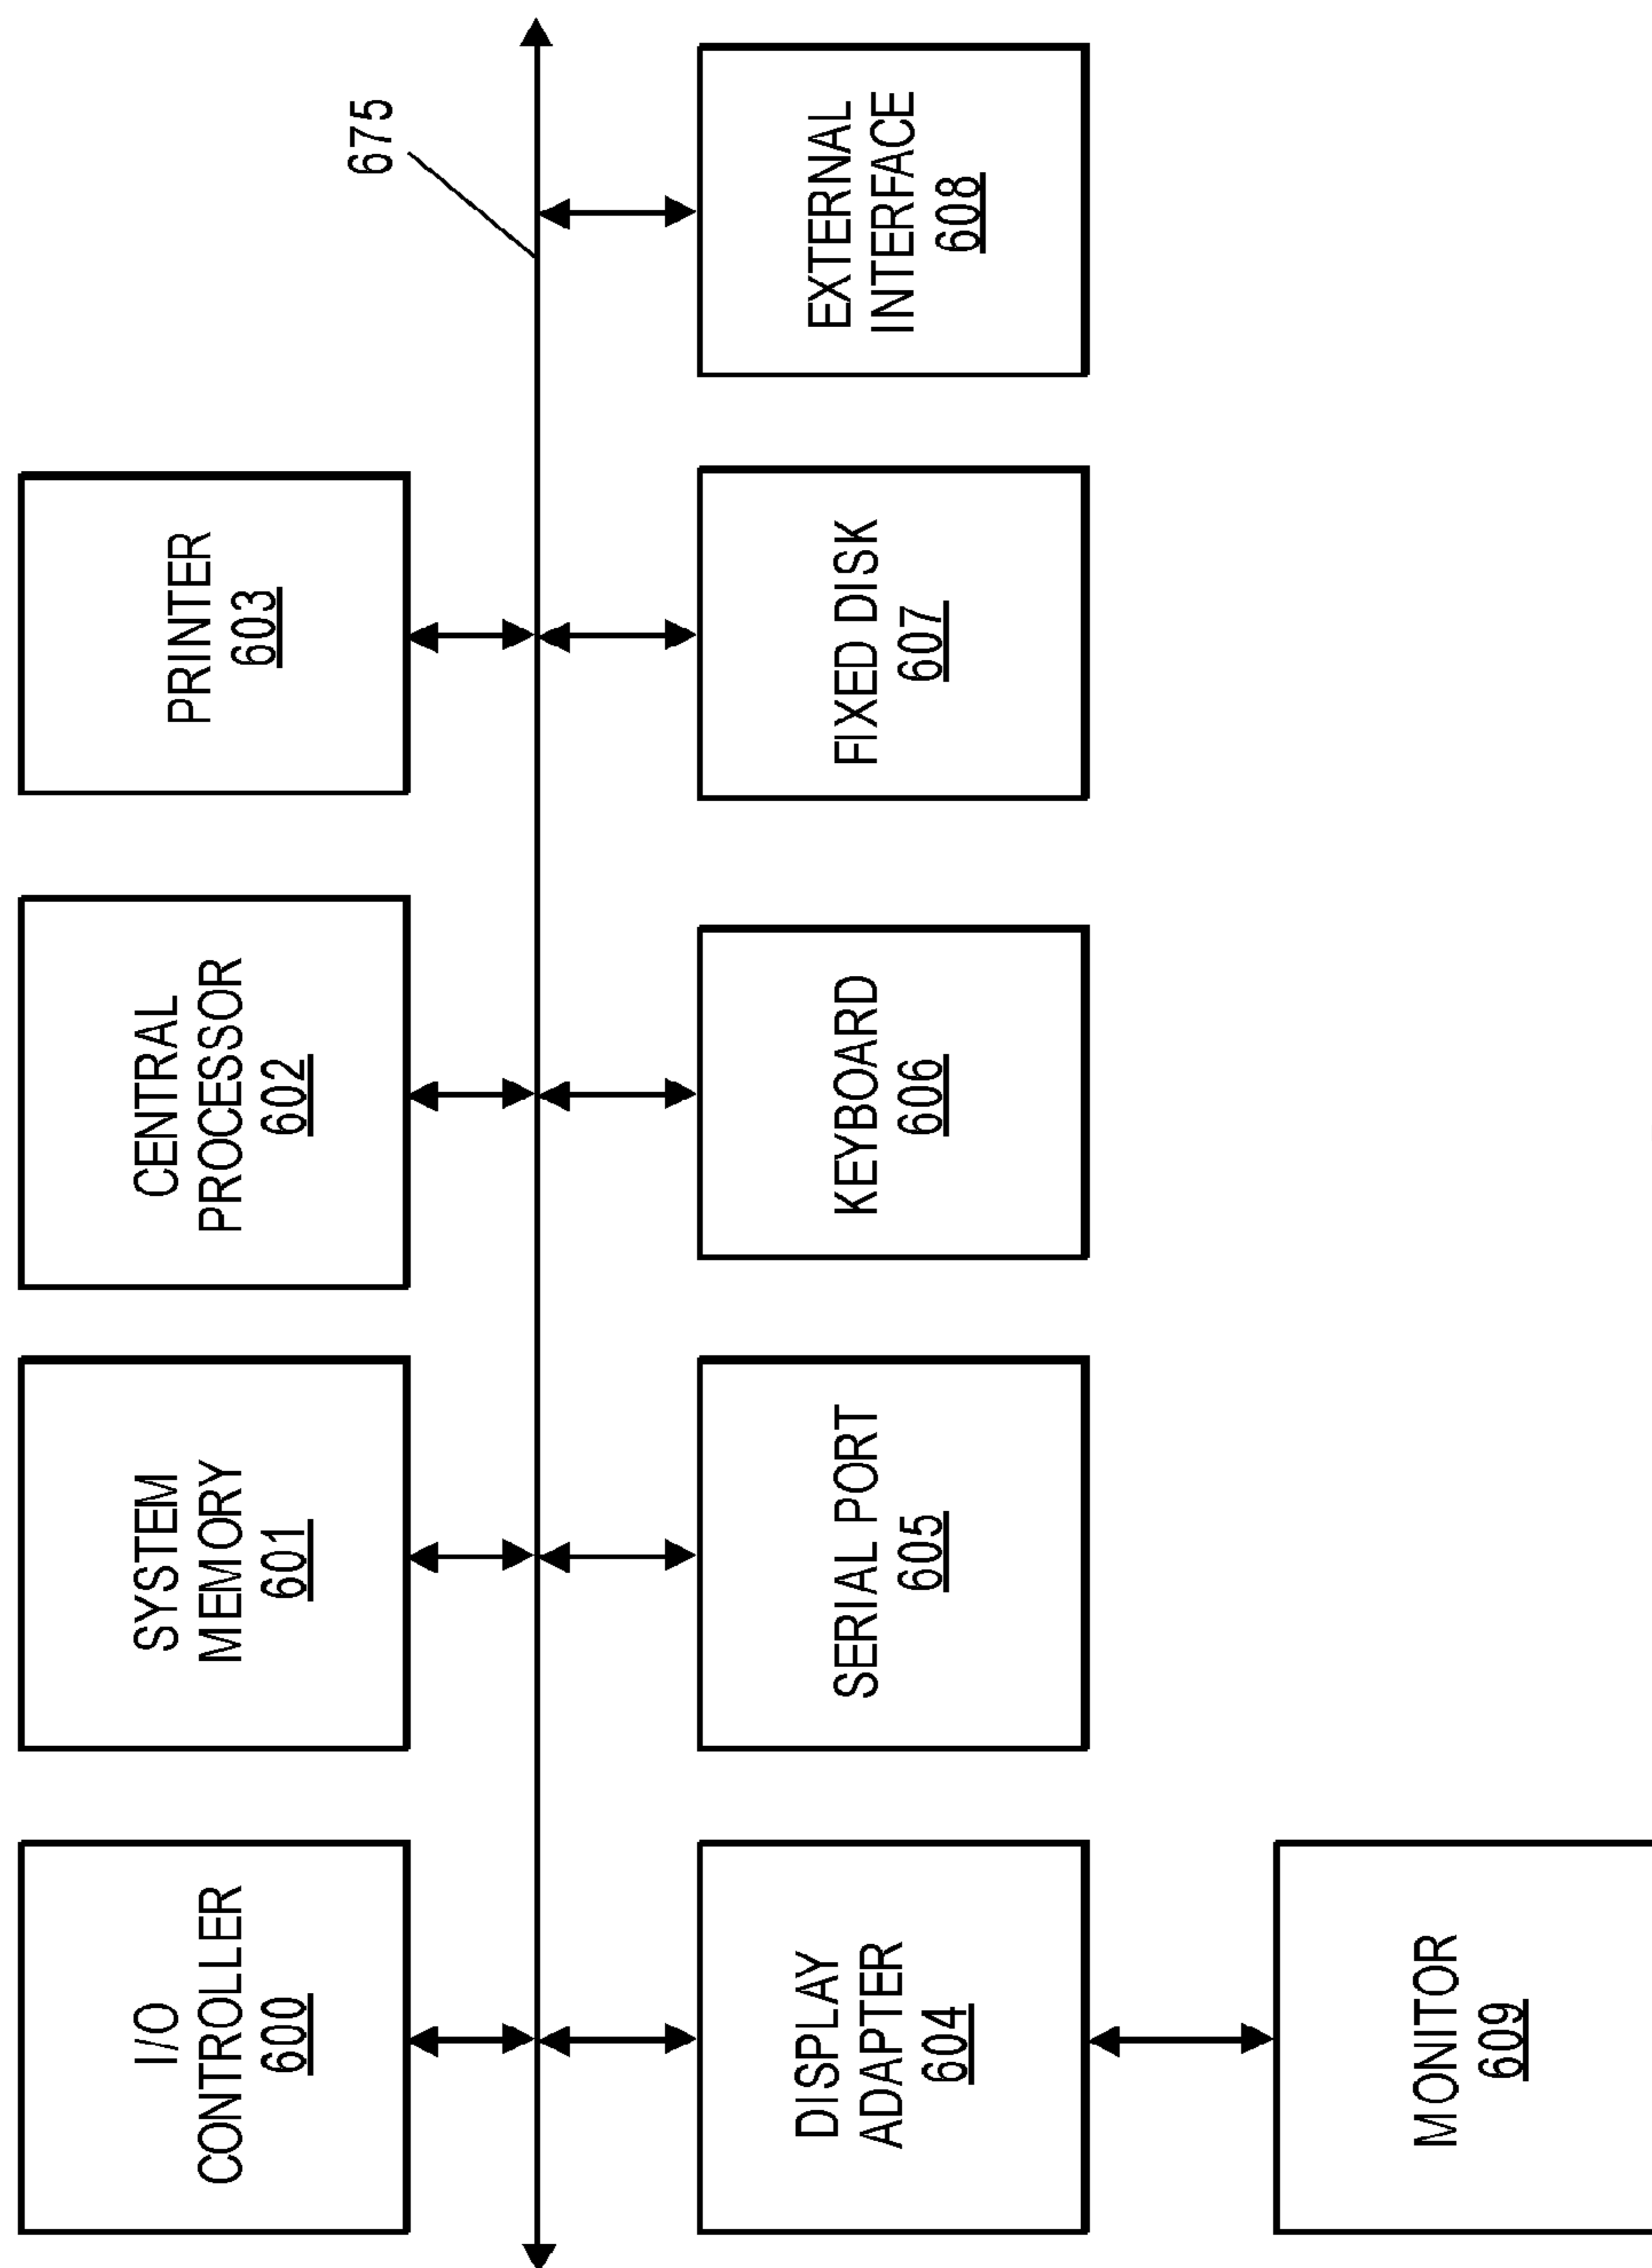 I/O
CONTROLLER
600
SYSTEM
MEMORY
601
CENTRAL
PROCESSOR
602
PRINTER
603
675
DISPLAY
ADAPTER
604
SERIAL PORT
605
KEYBOARD
606
FIXED DISK
607
EXTERNAL
INTERFACE
608
MONITOR
609